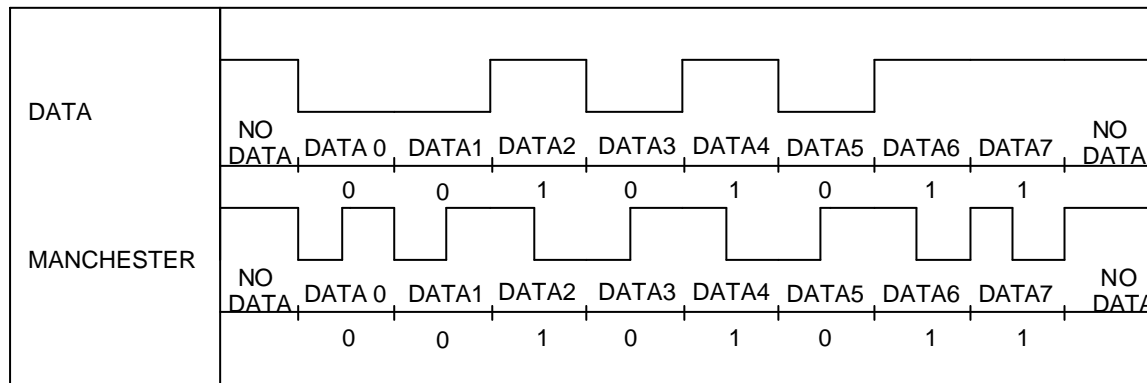 DATA
NO DATA DATA 0 DATA1 DATA2 DATA3 DATA4 DATA5 DATA6 DATA7 NO DATA
0 0 1 0 1 0 1 1
MANCHESTER
NO DATA DATA 0 DATA1 DATA2 DATA3 DATA4 DATA5 DATA6 DATA7 NO DATA
0 0 1 0 1 0 1 1